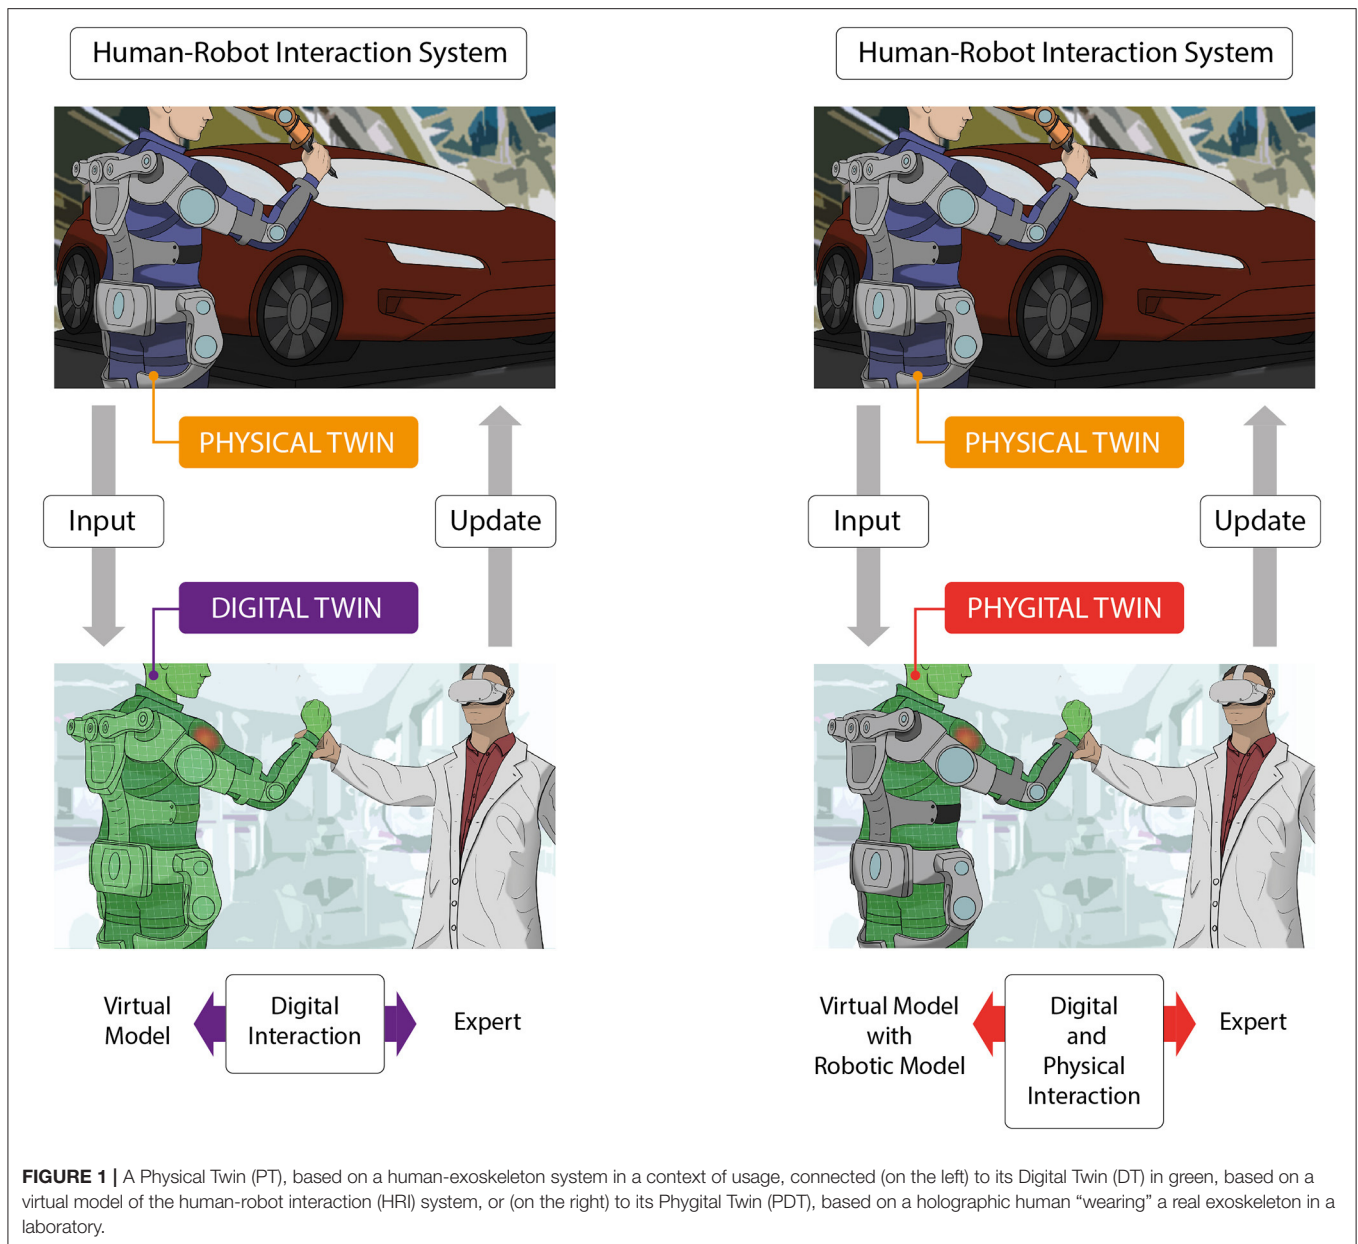 Human-Robot Interaction System
PHYSICAL TWIN
Input
Update
DIGITAL TWIN
Virtual
Model
Digital
Interaction
Expert
Human-Robot Interaction System
PHYSICAL TWIN
Input
Update
PHYGITAL TWIN
Virtual Model
with
Robotic Model
Digital
and
Physical
Interaction
Expert
FIGURE 1 | A Physical Twin (PT), based on a human-exoskeleton system in a context of usage, connected (on the left) to its Digital Twin (DT) in green, based on a
virtual model of the human-robot interaction (HRI) system, or (on the right) to its Phygital Twin (PDT), based on a holographic human “wearing” a real exoskeleton in a
laboratory.